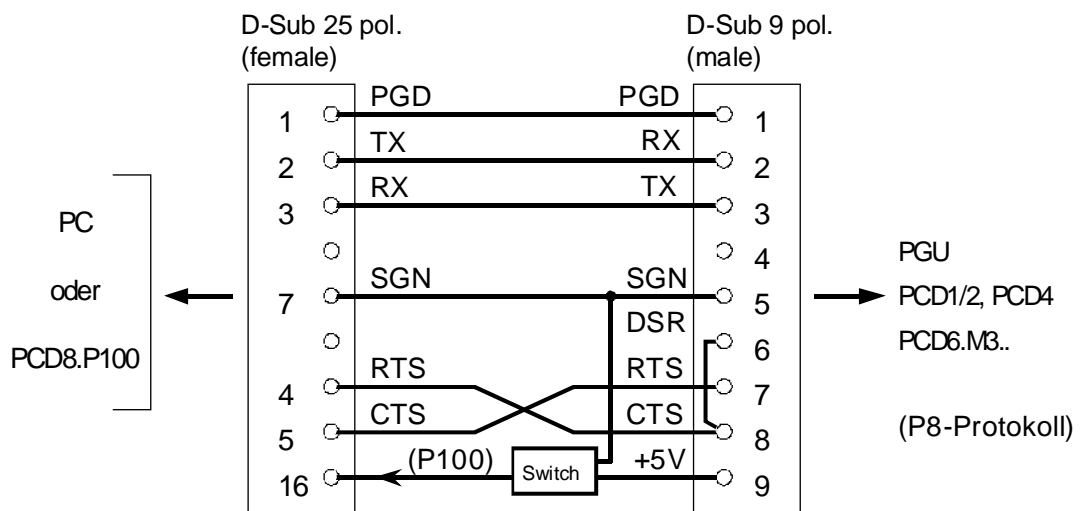 D-Sub 25 pol.
(female)
D-Sub 9 pol.
(male)
PGD PGD
1 1
TX RX
2 2
RX TX
3 3
4
SGN SGN
7 5
DSR
6
RTS RTS
4 7
CTS CTS
5 8
(P100) Switch +5V
16 9
PC
oder
PCD8.P100
PGU
PCD1/2, PCD4
PCD6.M3..
(P8-Protokoll)